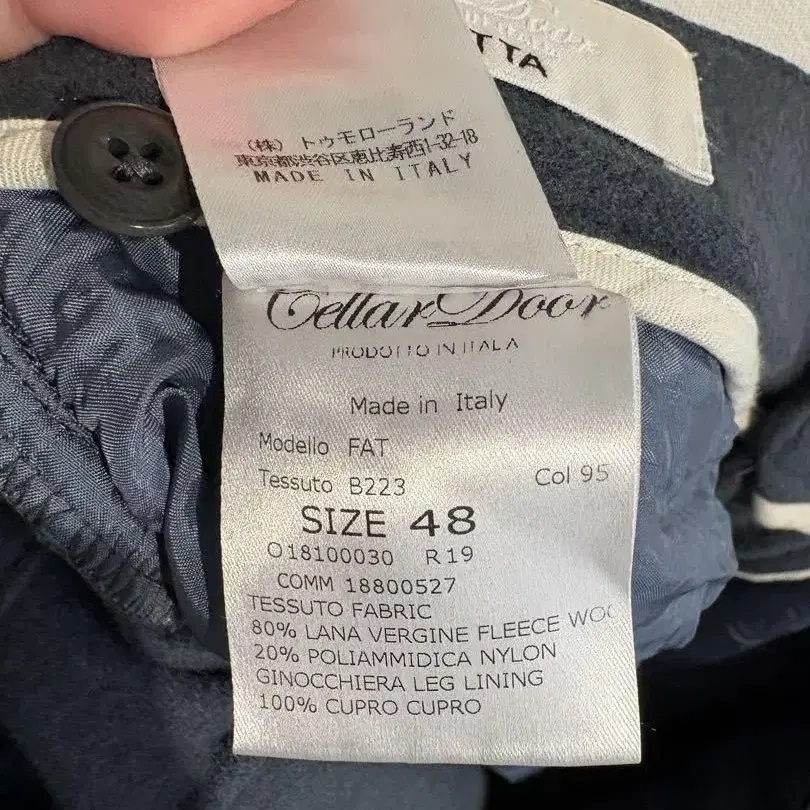 TTA
(株) トゥモローランド
東京都渋谷区恵比寿西1-32-18
MADE IN ITALY
Cellar Door
PRODOTTO IN ITALIA
Made in Italy
Modello FAT
Tessuto B223 Col 95
SIZE 48
O18100030 R19
COMM 18800527
TESSUTO FABRIC
80% LANA VERGINE FLEECE WOO
20% POLIAMMIDICA NYLON
GINOCCHIERA LEG LINING
100% CUPRO CUPRO